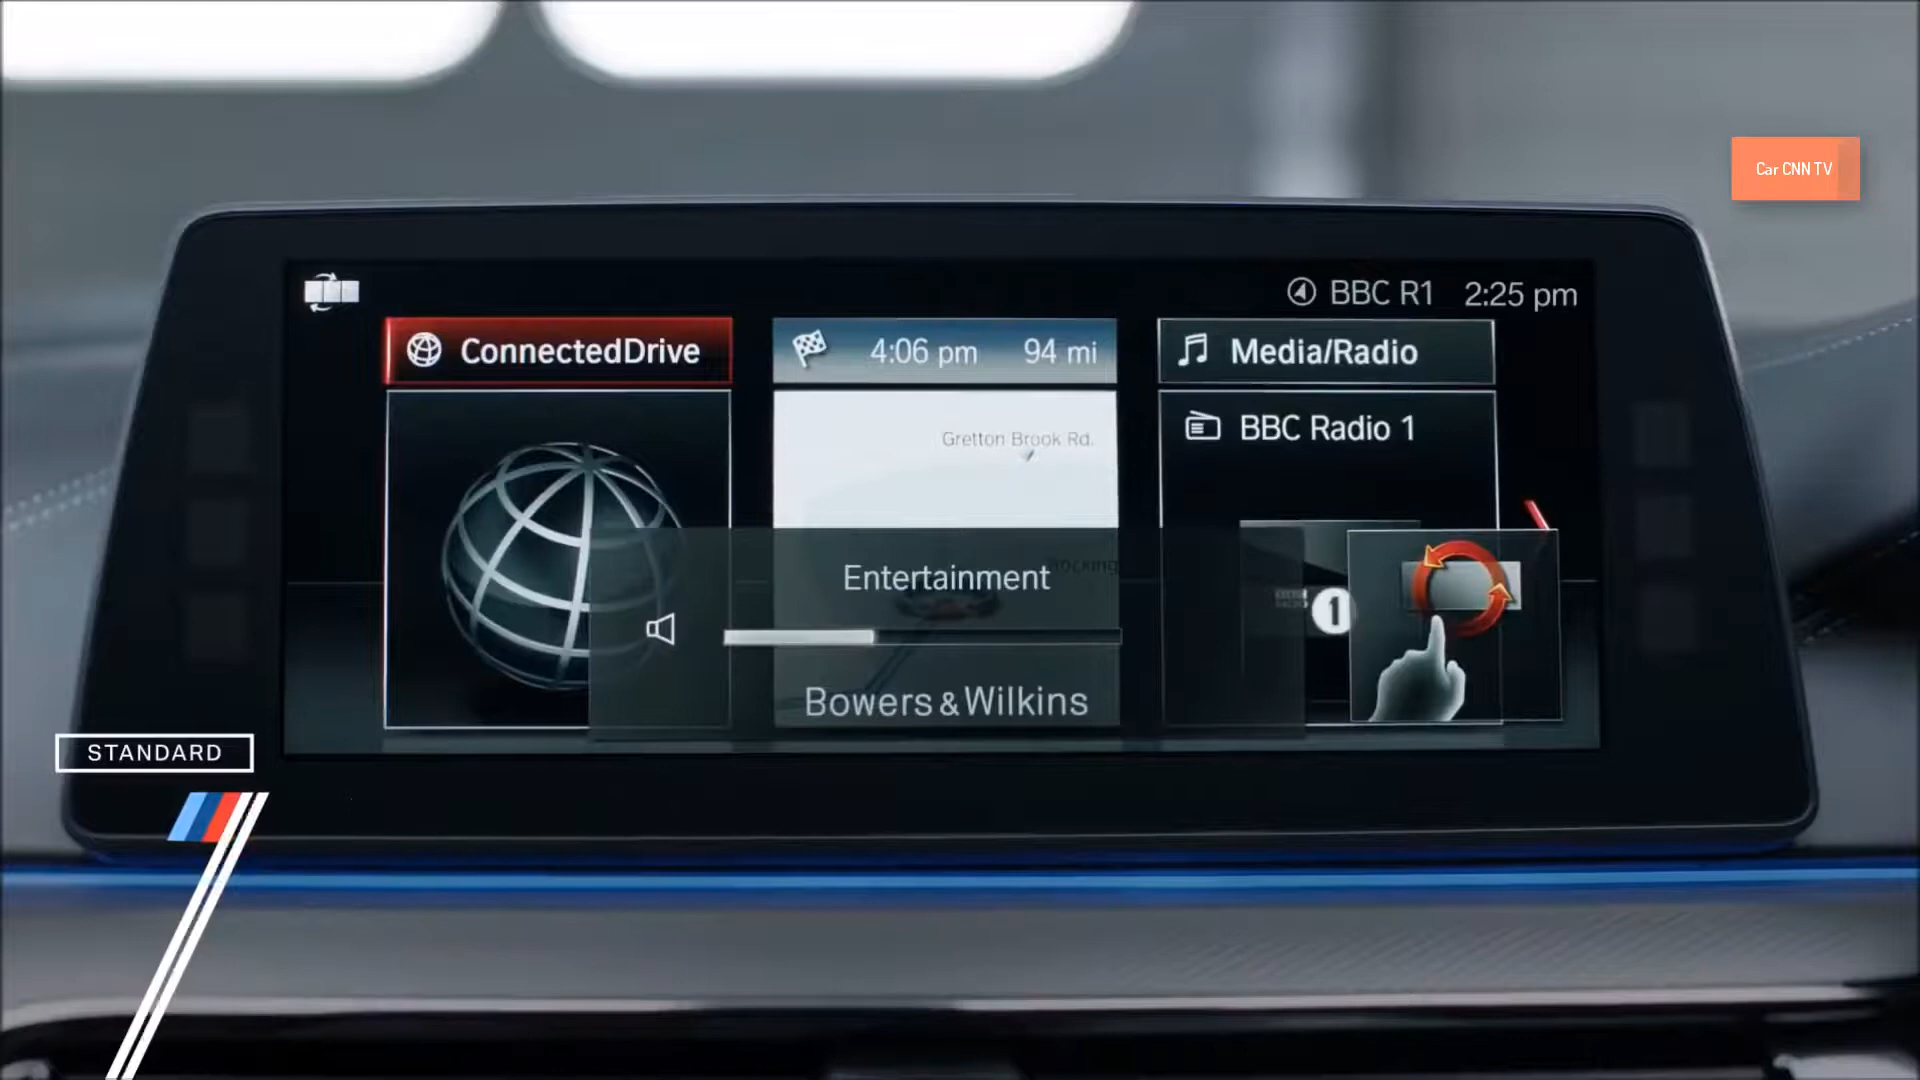 Car CNN TV
BBC R1 2:25 pm
ConnectedDrive
4:06 pm 94 mi
Media/Radio
Gretton Brook Rd.
BBC Radio 1
Entertainment
1
Bowers & Wilkins
STANDARD